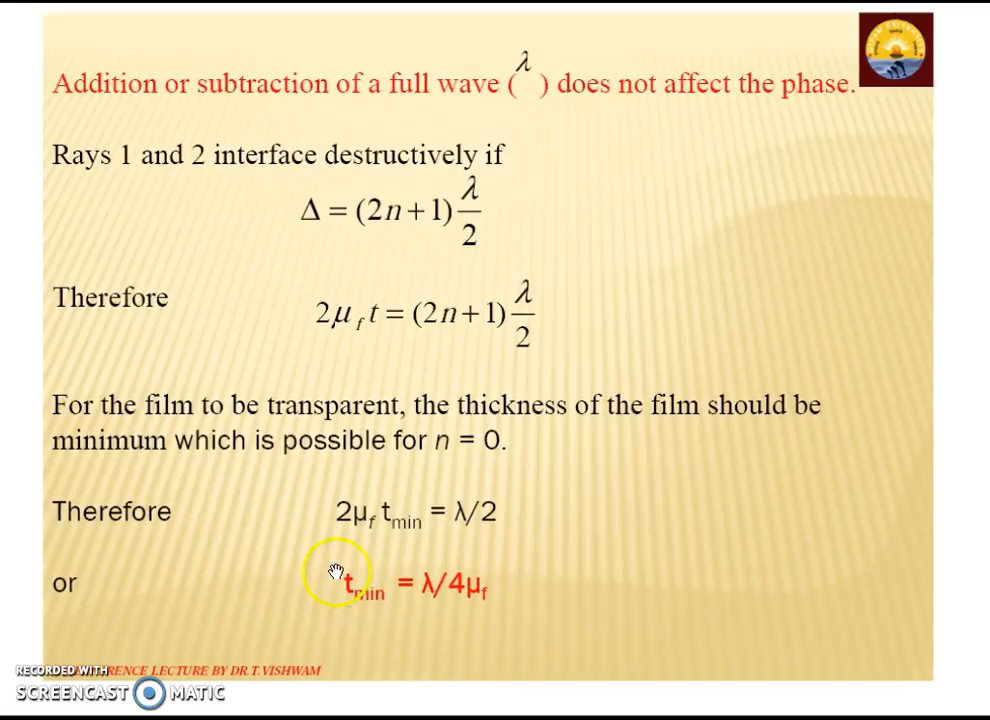 Addition or subtraction of a full wave ( λ ) does not affect the phase.
Rays 1 and 2 interface destructively if
Δ = (2n + 1) λ/2
Therefore 2μ_f t = (2n + 1) λ/2
For the film to be transparent, the thickness of the film should be
minimum which is possible for n = 0.
Therefore 2µ_f t_min = λ/2
or t_min = λ/4µ_f
RENCE LECTURE BY DR.T.VISHWAM
RECORDED WITH
SCREENCAST MATIC